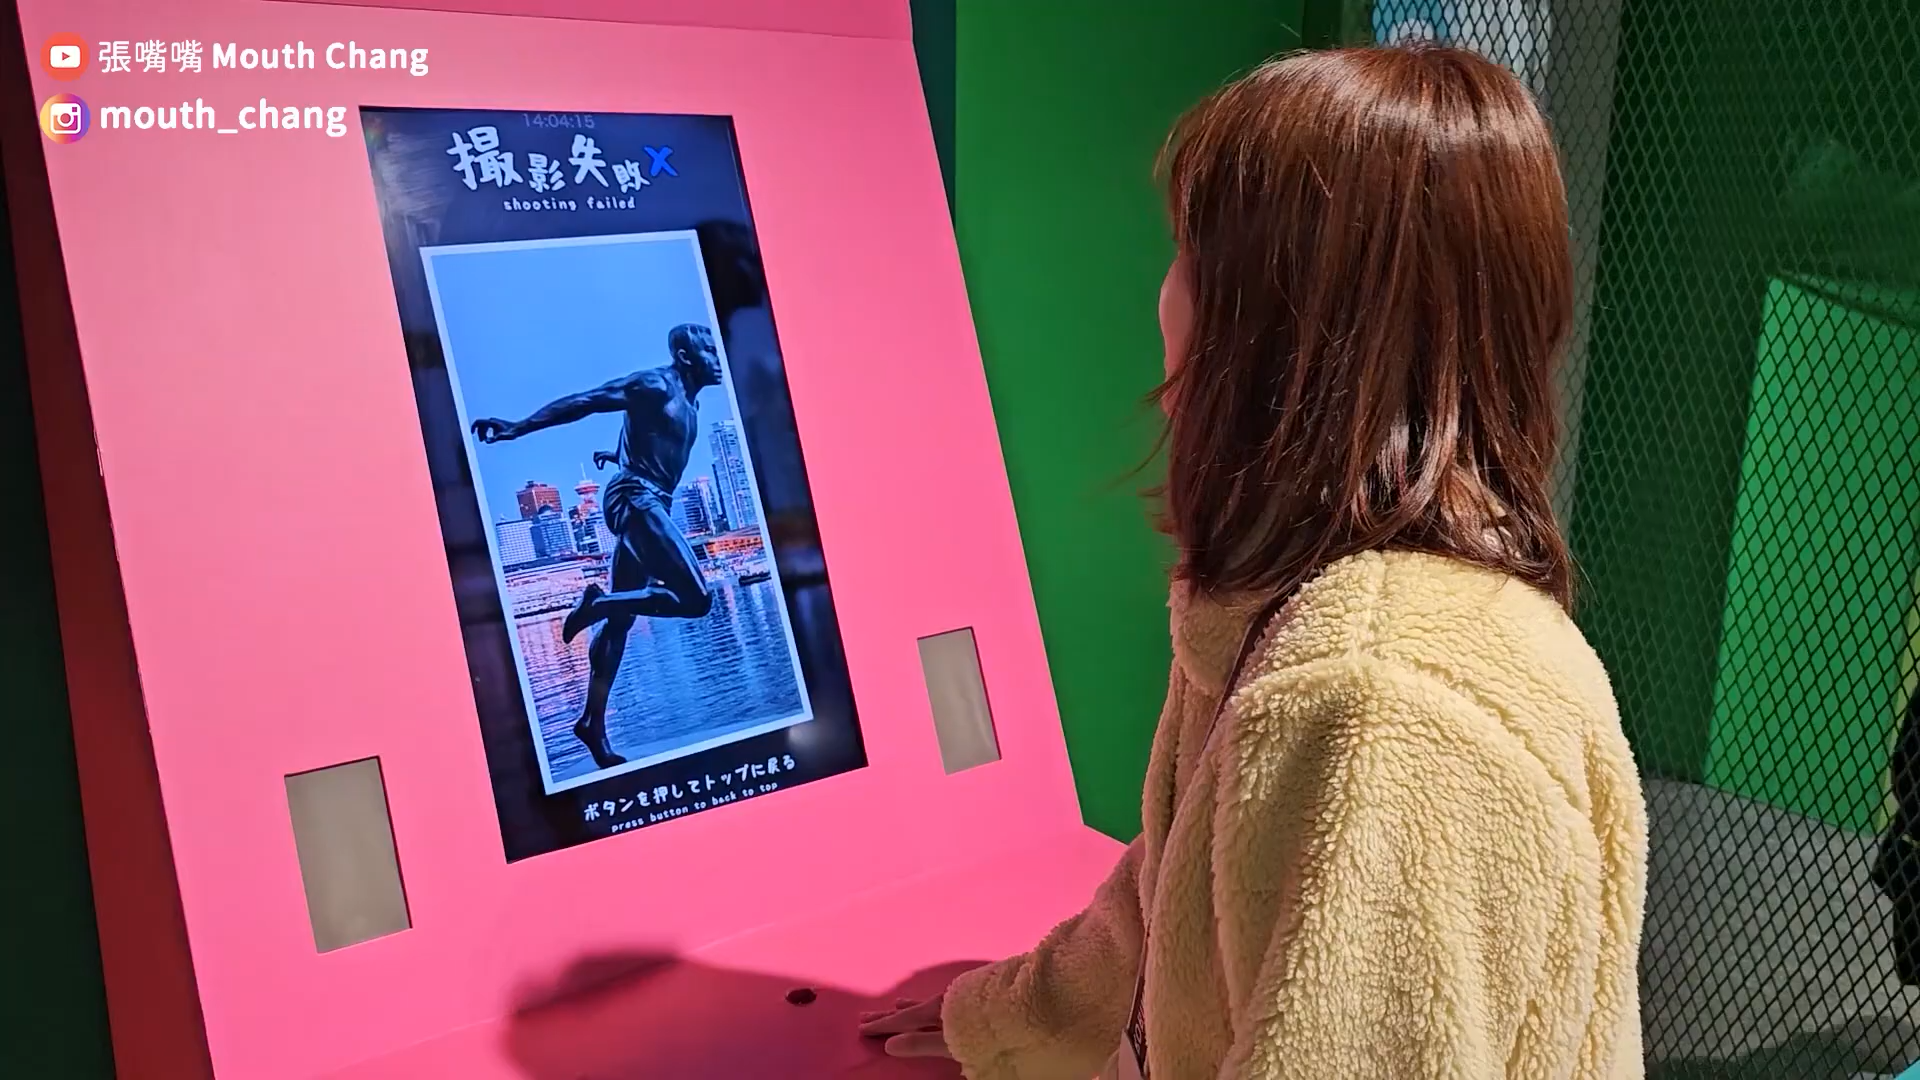 張嘴嘴 Mouth Chang
mouth_chang
14:04:15
撮影失敗X
shooting failed
ボタンを押してトップに戻る
press button to back to top